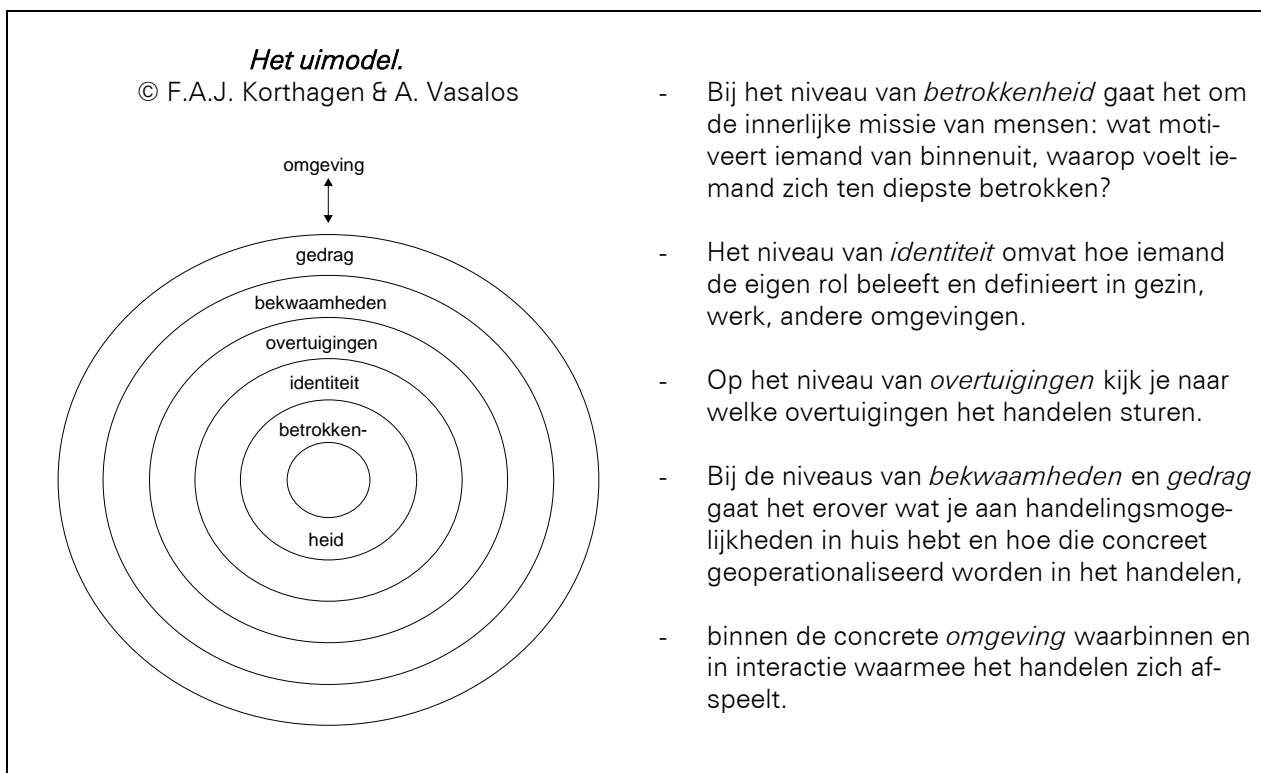 Het uimodel.
© F.A.J. Korthagen & A. Vasalos
omgeving
gedrag
bekwaamheden
overtuigingen
identiteit
betrokken-
heid
- Bij het niveau van betrokkenheid gaat het om
de innerlijke missie van mensen: wat moti-
veert iemand van binnenuit, waarop voelt ie-
mand zich ten diepste betrokken?
- Het niveau van identiteit omvat hoe iemand
de eigen rol beleeft en definieert in gezin,
werk, andere omgevingen.
- Op het niveau van overtuigingen kijk je naar
welke overtuigingen het handelen sturen.
- Bij de niveaus van bekwaamheden en gedrag
gaat het erover wat je aan handelingsmoge-
lijkheden in huis hebt en hoe die concreet
geoperationaliseerd worden in het handelen,
- binnen de concrete omgeving waarbinnen en
in interactie waarmee het handelen zich af-
speelt.